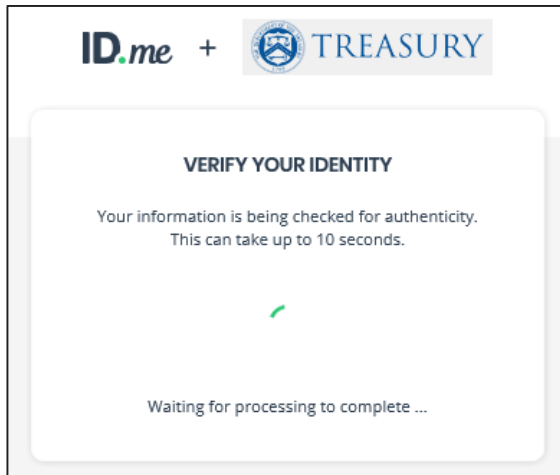 ID.me + TREASURY
VERIFY YOUR IDENTITY
Your information is being checked for authenticity.
This can take up to 10 seconds.
Waiting for processing to complete ...